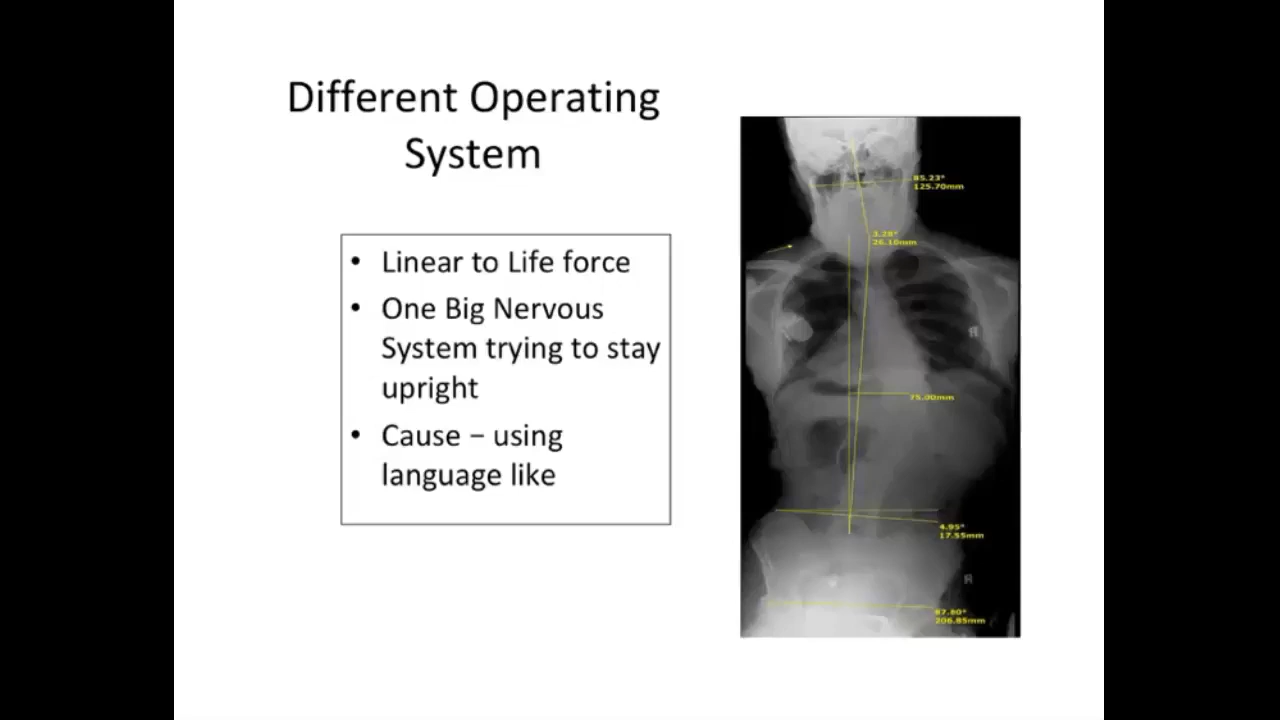 Different Operating
System
• Linear to Life force
• One Big Nervous
System trying to stay
upright
• Cause – using
language like
85.23°
125.70mm
3.28°
26.10mm
R
75.00mm
4.95°
17.55mm
R
87.80°
206.85mm